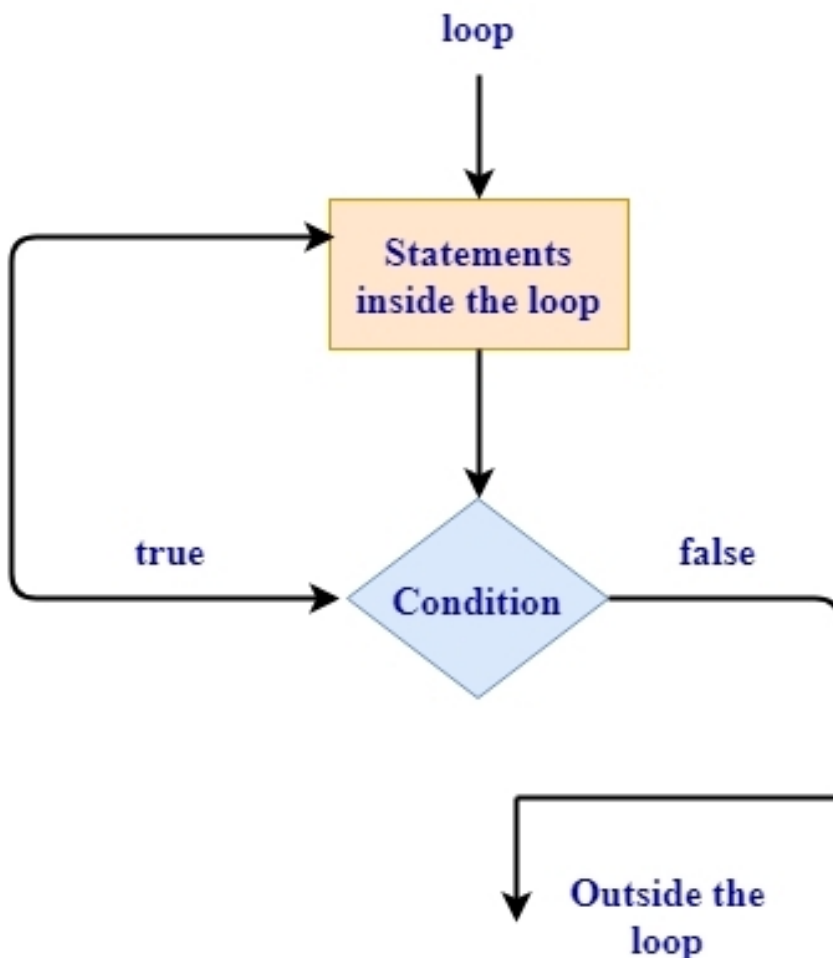 loop
Statements
inside the loop
true
false
Condition
Outside the
loop